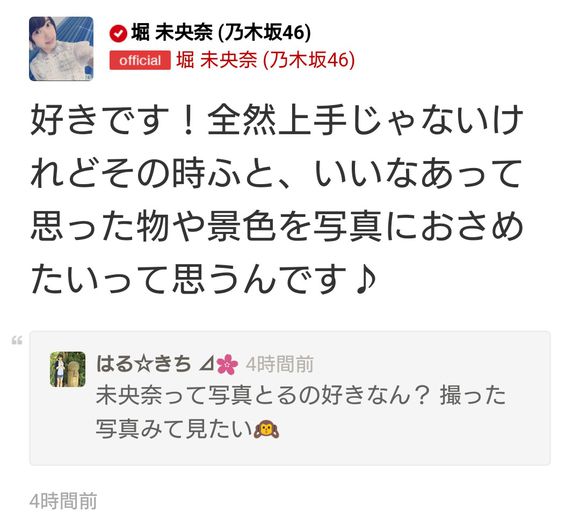 堀 未央奈 (乃木坂46)
official 堀 未央奈 (乃木坂46)
好きです！全然上手じゃないけ
れどその時ふと、いいなあって
思った物や景色を写真におさめ
たいって思うんです♪
はる☆きち ⊿🌸 4時間前
未央奈って写真とるの好きなん？ 撮った
写真みて見たい🙊
4時間前